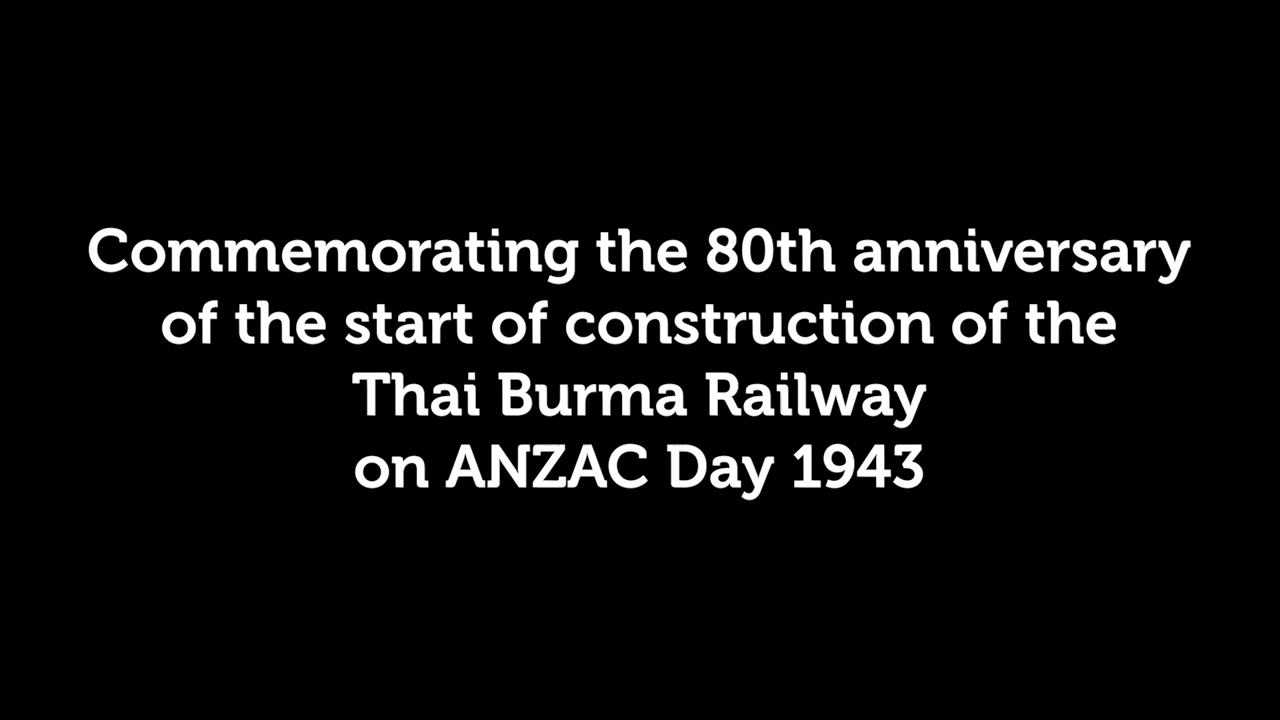 Commemorating the 80th anniversary
of the start of construction of the
Thai Burma Railway
on ANZAC Day 1943